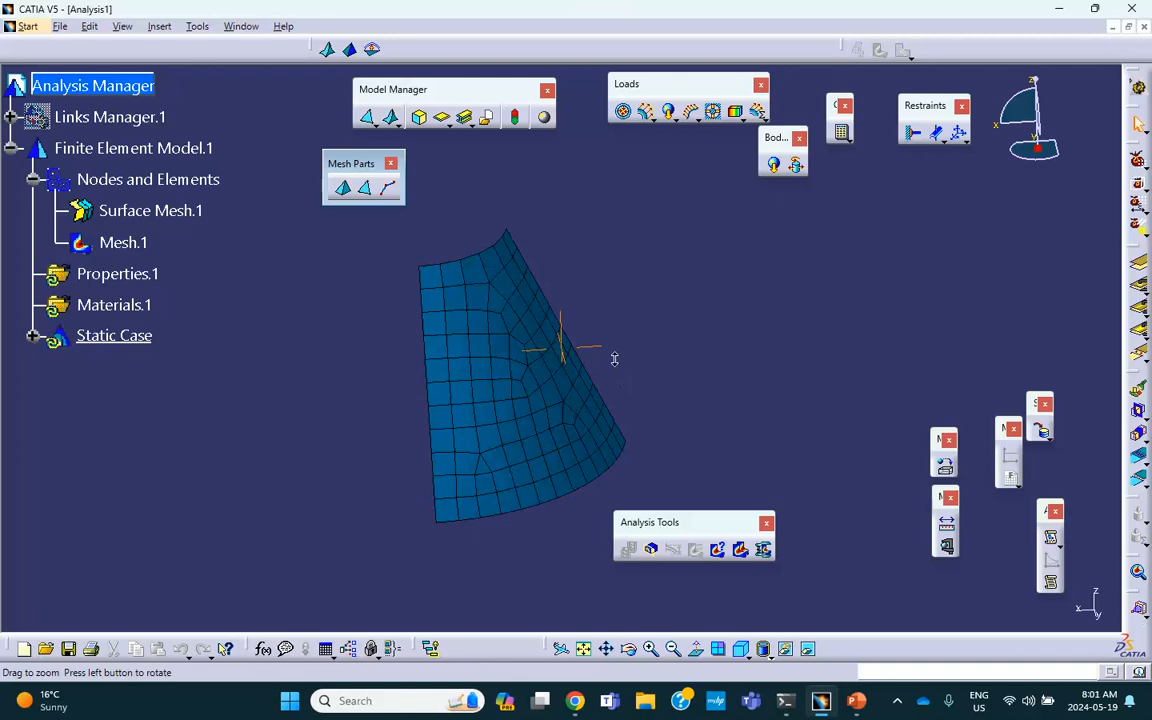 CATIA V5 - [Analysis1]
Start File Edit View Insert Tools Window Help
Analysis Manager
Links Manager.1
Finite Element Model.1
Nodes and Elements
Surface Mesh.1
Mesh.1
Properties.1
Materials.1
Static Case
Model Manager
Mesh Parts
Loads
Bod...
Restraints
Analysis Tools
z
x
y
z
x
y
CATIA
Drag to zoom Press left button to rotate
16°C
Sunny
Search
ENG
US
8:01 AM
2024-05-19